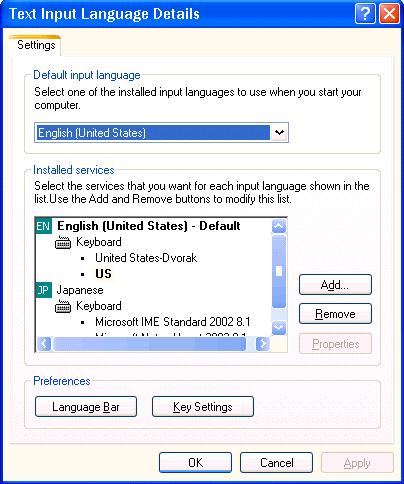 Text Input Language Details
Settings
Default input language
Select one of the installed input languages to use when you start your
computer.
English (United States)
Installed services
Select the services that you want for each input language shown in the
list.Use the Add and Remove buttons to modify this list.
EN English (United States) - Default
Keyboard
• United States-Dvorak
• US
JP Japanese
Keyboard
• Microsoft IME Standard 2002 8.1
Add...
Remove
Properties
Preferences
Language Bar
Key Settings
OK
Cancel
Apply